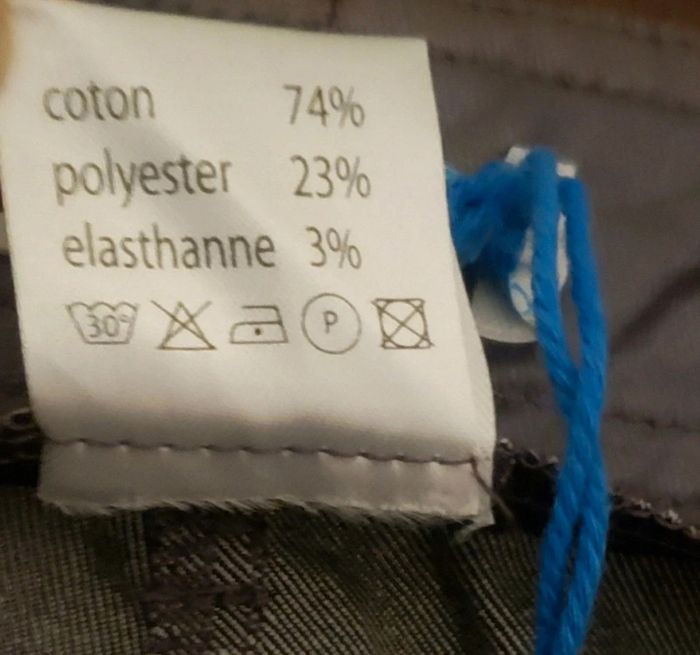 coton 74%
polyester 23%
elasthanne 3%
30° P